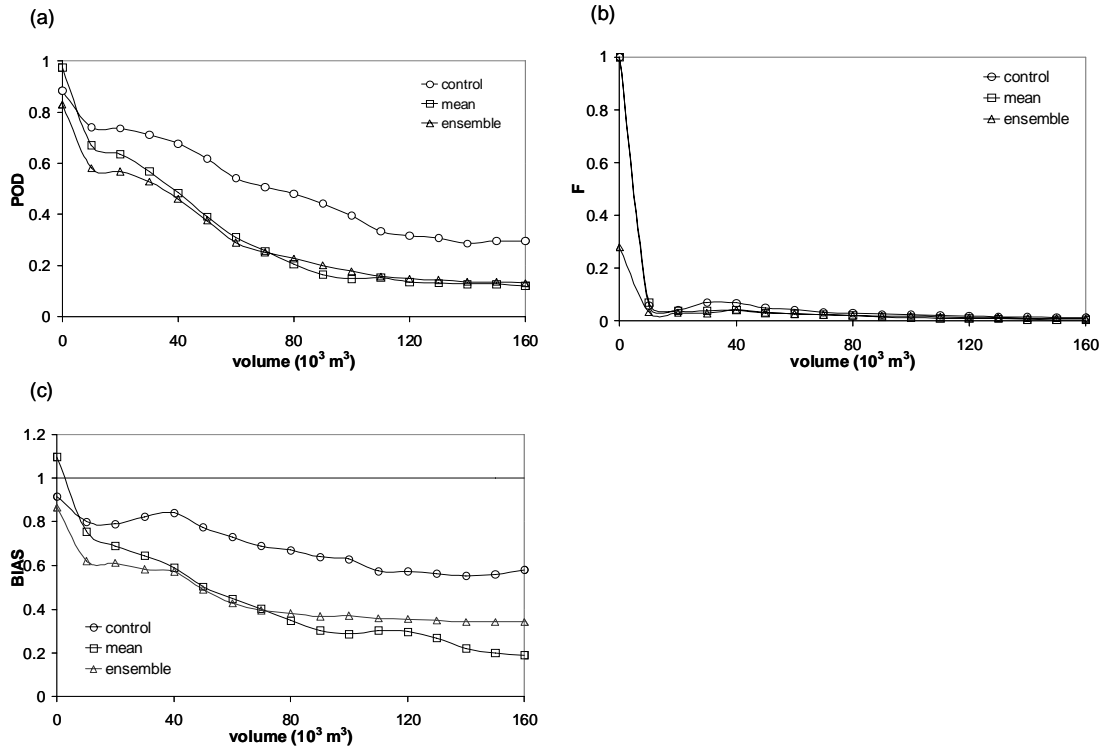 (a)
1
0.8
0.6
0.4
0.2
0
POD
control
mean
ensemble
0 40 80 120 160
volume (10³ m³)
(b)
1
0.8
0.6
0.4
0.2
0
F
control
mean
ensemble
0 40 80 120 160
volume (10³ m³)
(c)
1.2
1
0.8
0.6
0.4
0.2
0
BIAS
control
mean
ensemble
0 40 80 120 160
volume (10³ m³)